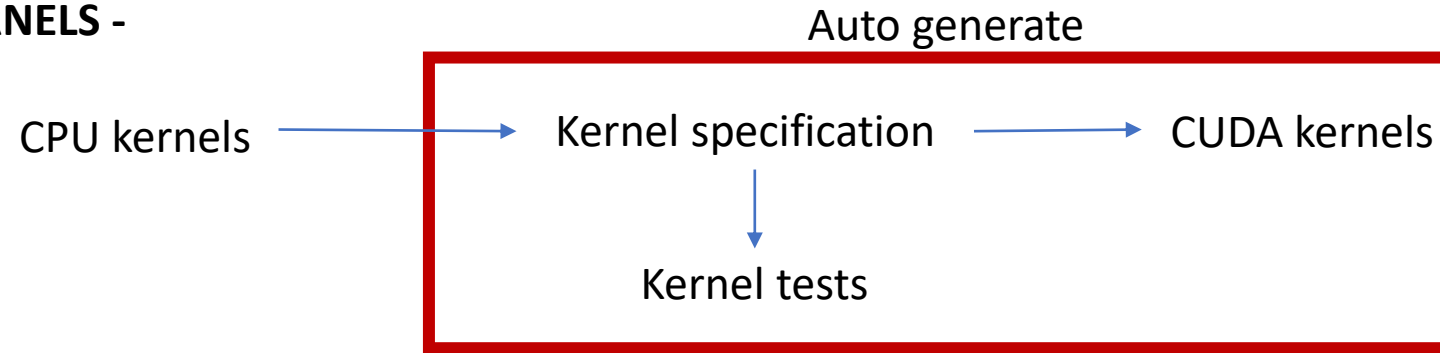 NELS -
Auto generate
CPU kernels
Kernel specification
CUDA kernels
Kernel tests